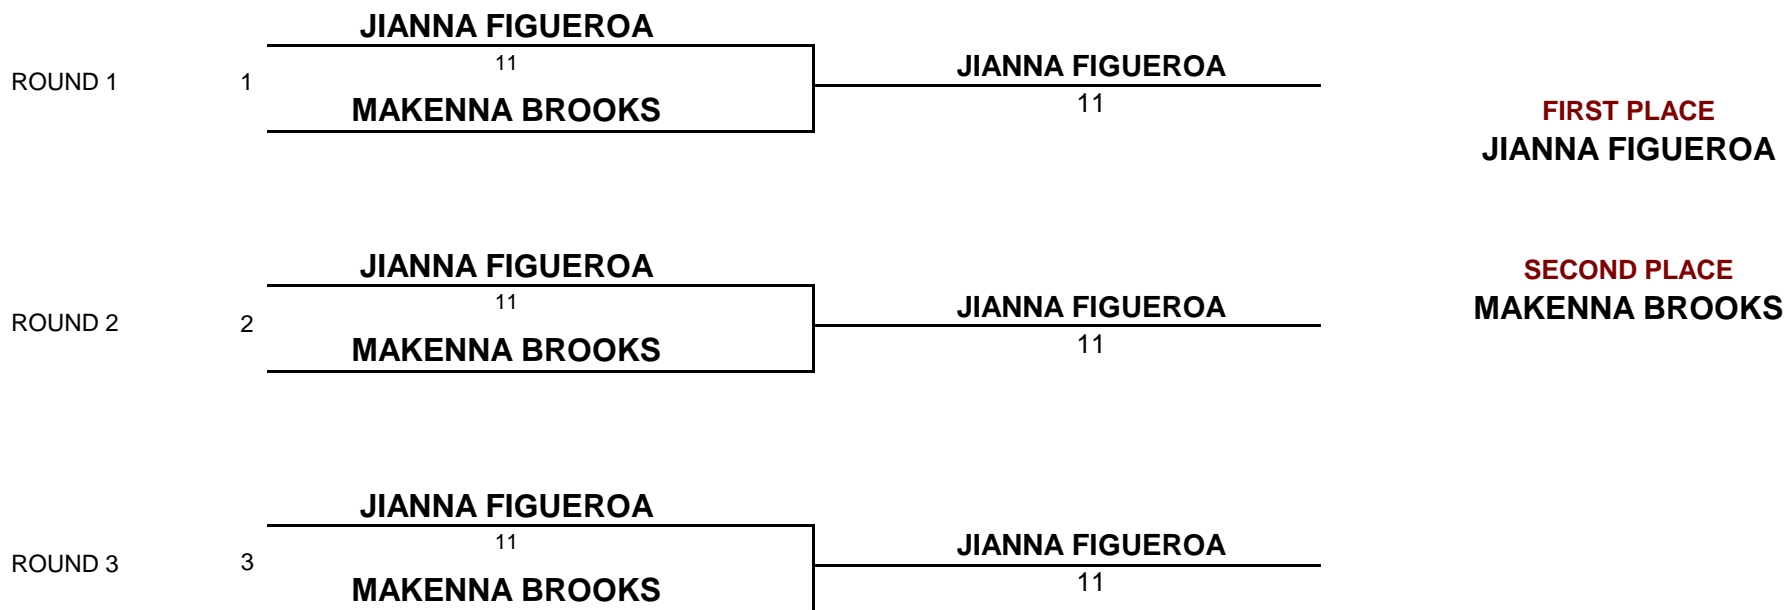 JIANNA FIGUEROA
11
ROUND 1
1
MAKENNA BROOKS
JIANNA FIGUEROA
11
FIRST PLACE
JIANNA FIGUEROA
JIANNA FIGUEROA
11
ROUND 2
2
MAKENNA BROOKS
JIANNA FIGUEROA
11
SECOND PLACE
MAKENNA BROOKS
JIANNA FIGUEROA
11
ROUND 3
3
MAKENNA BROOKS
JIANNA FIGUEROA
11